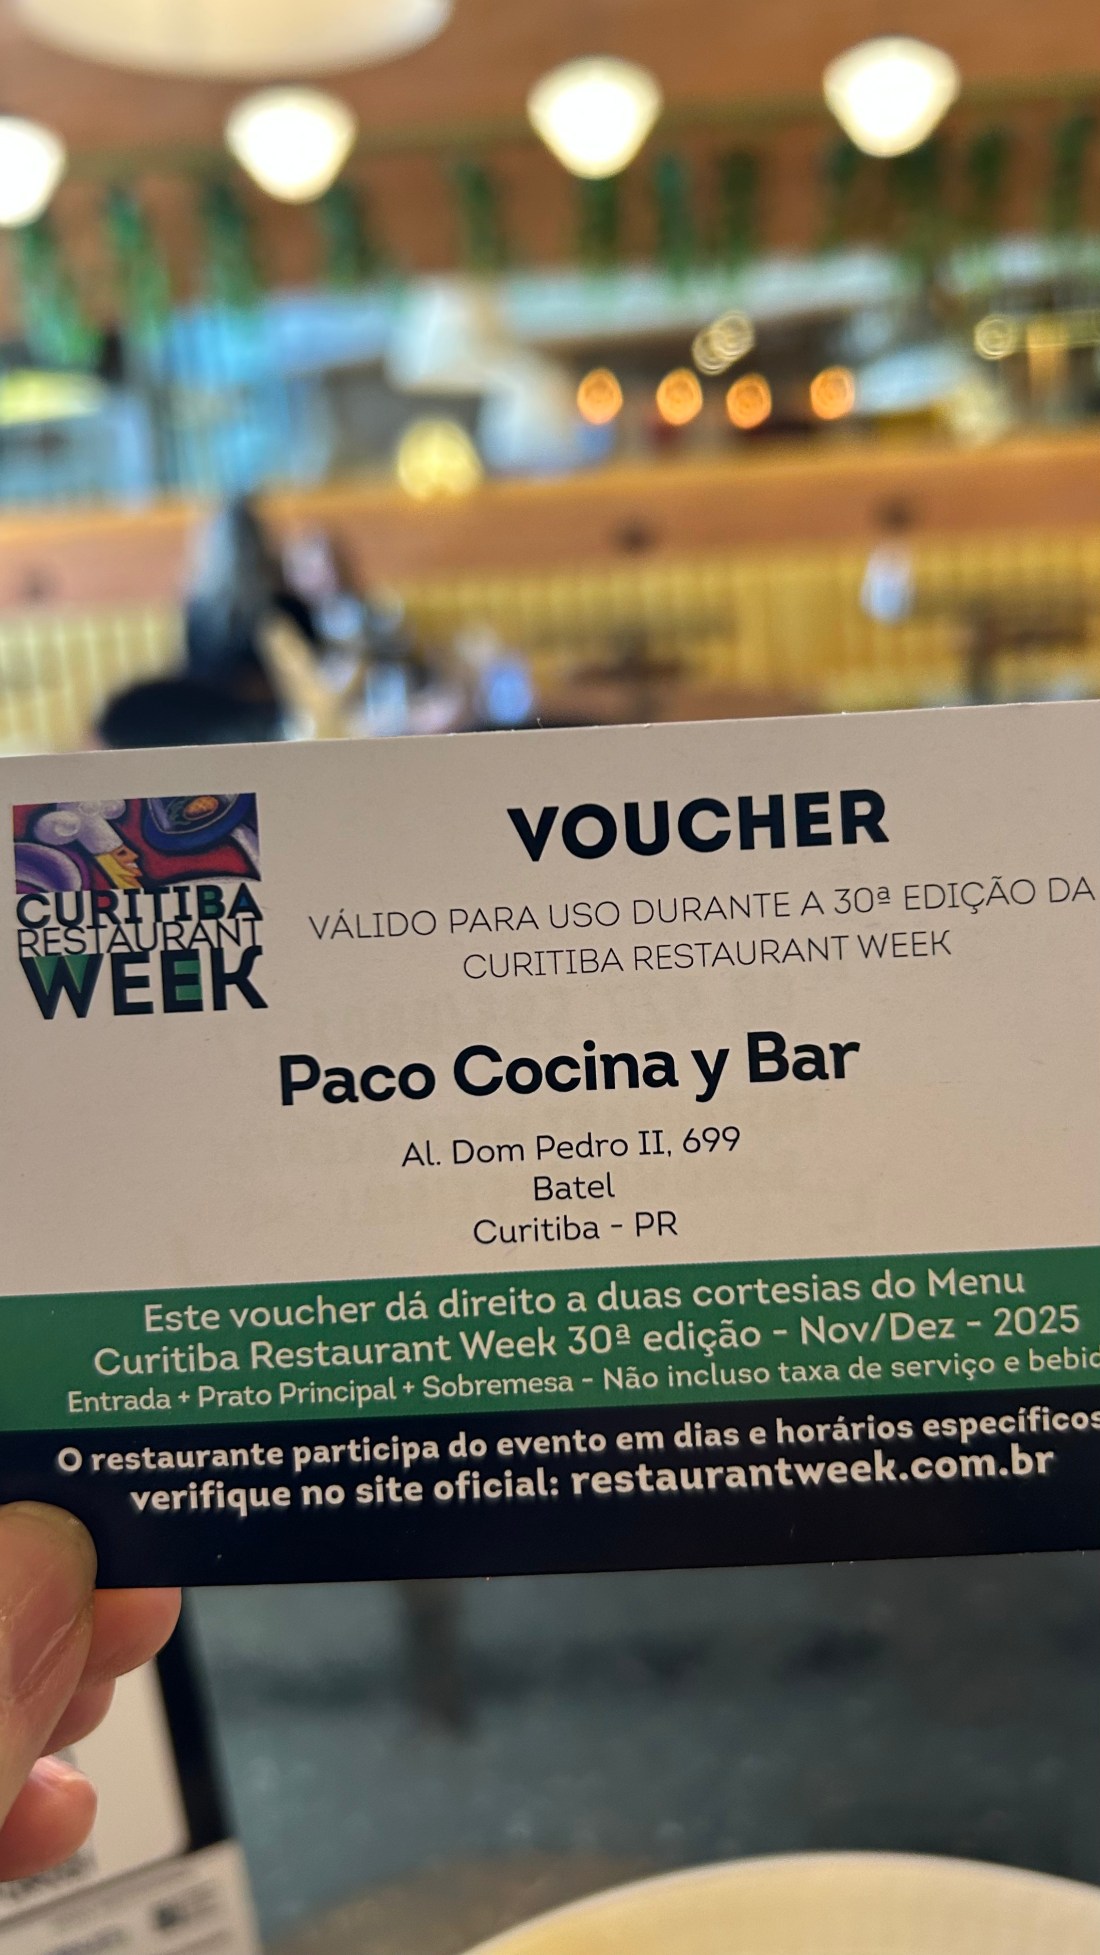 CURITIBA
RESTAURANT
WEEK
VOUCHER
VÁLIDO PARA USO DURANTE A 30ª EDIÇÃO DA
CURITIBA RESTAURANT WEEK
Paco Cocina y Bar
Al. Dom Pedro II, 699
Batel
Curitiba - PR
Este voucher dá direito a duas cortesias do Menu
Curitiba Restaurant Week 30ª edição - Nov/Dez - 2025
Entrada + Prato Principal + Sobremesa - Não incluso taxa de serviço e
O restaurante participa do evento em dias e horários específicos
verifique no site oficial: restaurantweek.com.br